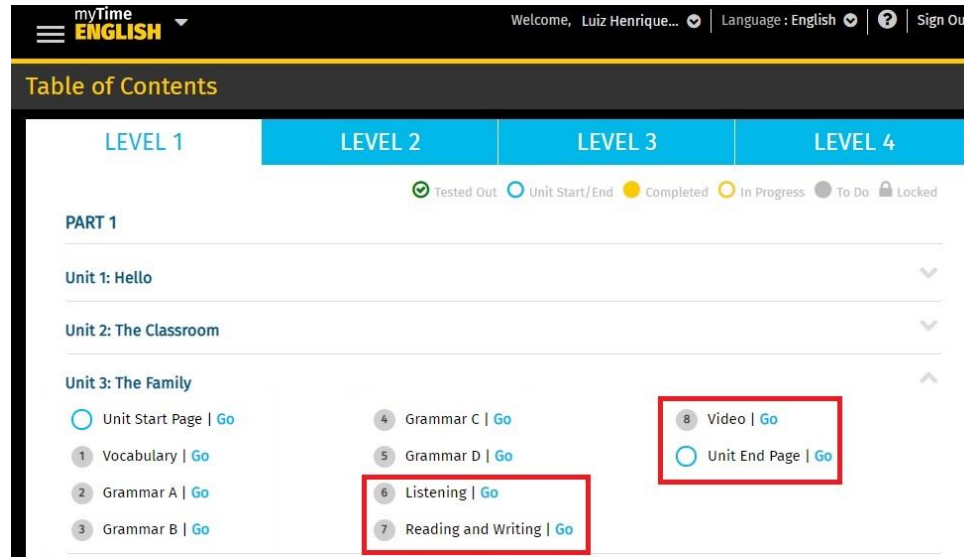 myTime
ENGLISH
Welcome, Luiz Henrique... | Language : English | ? | Sign Ou
Table of Contents
LEVEL 1 LEVEL 2 LEVEL 3 LEVEL 4
Tested Out Unit Start/End Completed In Progress To Do Locked
PART 1
Unit 1: Hello
Unit 2: The Classroom
Unit 3: The Family
Unit Start Page | Go
1 Vocabulary | Go
2 Grammar A | Go
3 Grammar B | Go
4 Grammar C | Go
5 Grammar D | Go
6 Listening | Go
7 Reading and Writing | Go
8 Video | Go
Unit End Page | Go